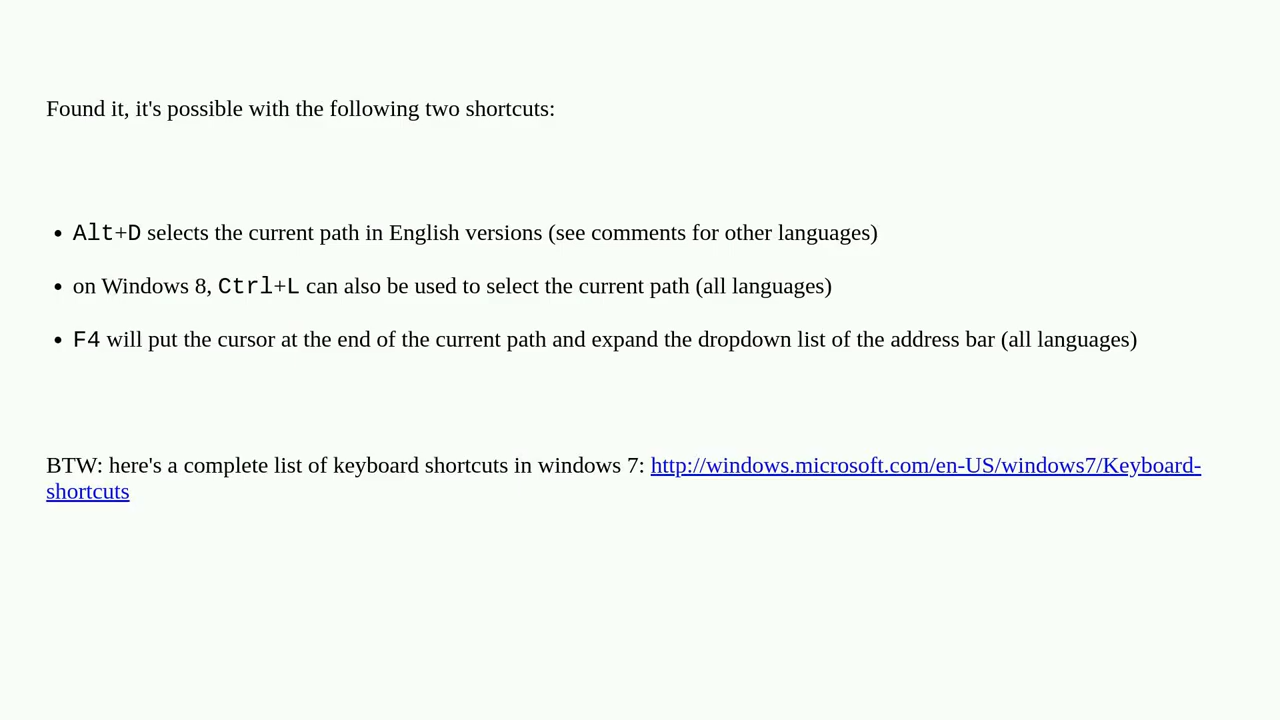 Found it, it's possible with the following two shortcuts:
• Alt+D selects the current path in English versions (see comments for other languages)
• on Windows 8, Ctrl+L can also be used to select the current path (all languages)
• F4 will put the cursor at the end of the current path and expand the dropdown list of the address bar (all languages)
BTW: here's a complete list of keyboard shortcuts in windows 7: http://windows.microsoft.com/en-US/windows7/Keyboard-
shortcuts